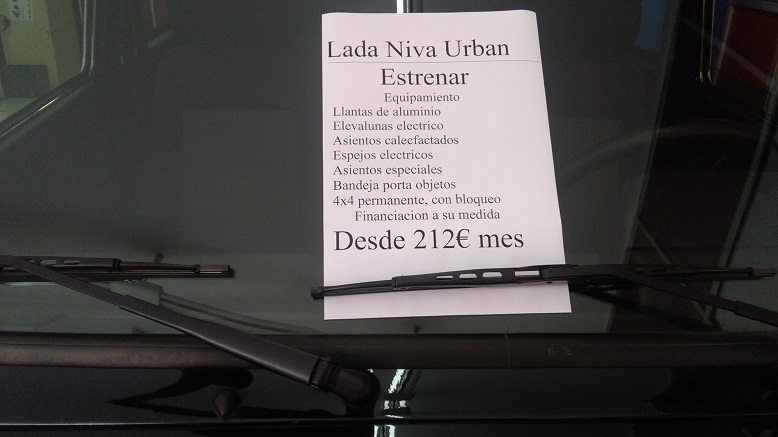 Lada Niva Urban
Estrenar
Equipamiento
Llantas de aluminio
Elevalunas electrico
Asientos calecfactados
Espejos electricos
Asientos especiales
Bandeja porta objetos
4x4 permanente, con bloqueo
Financiacion a su medida
Desde 212€ mes